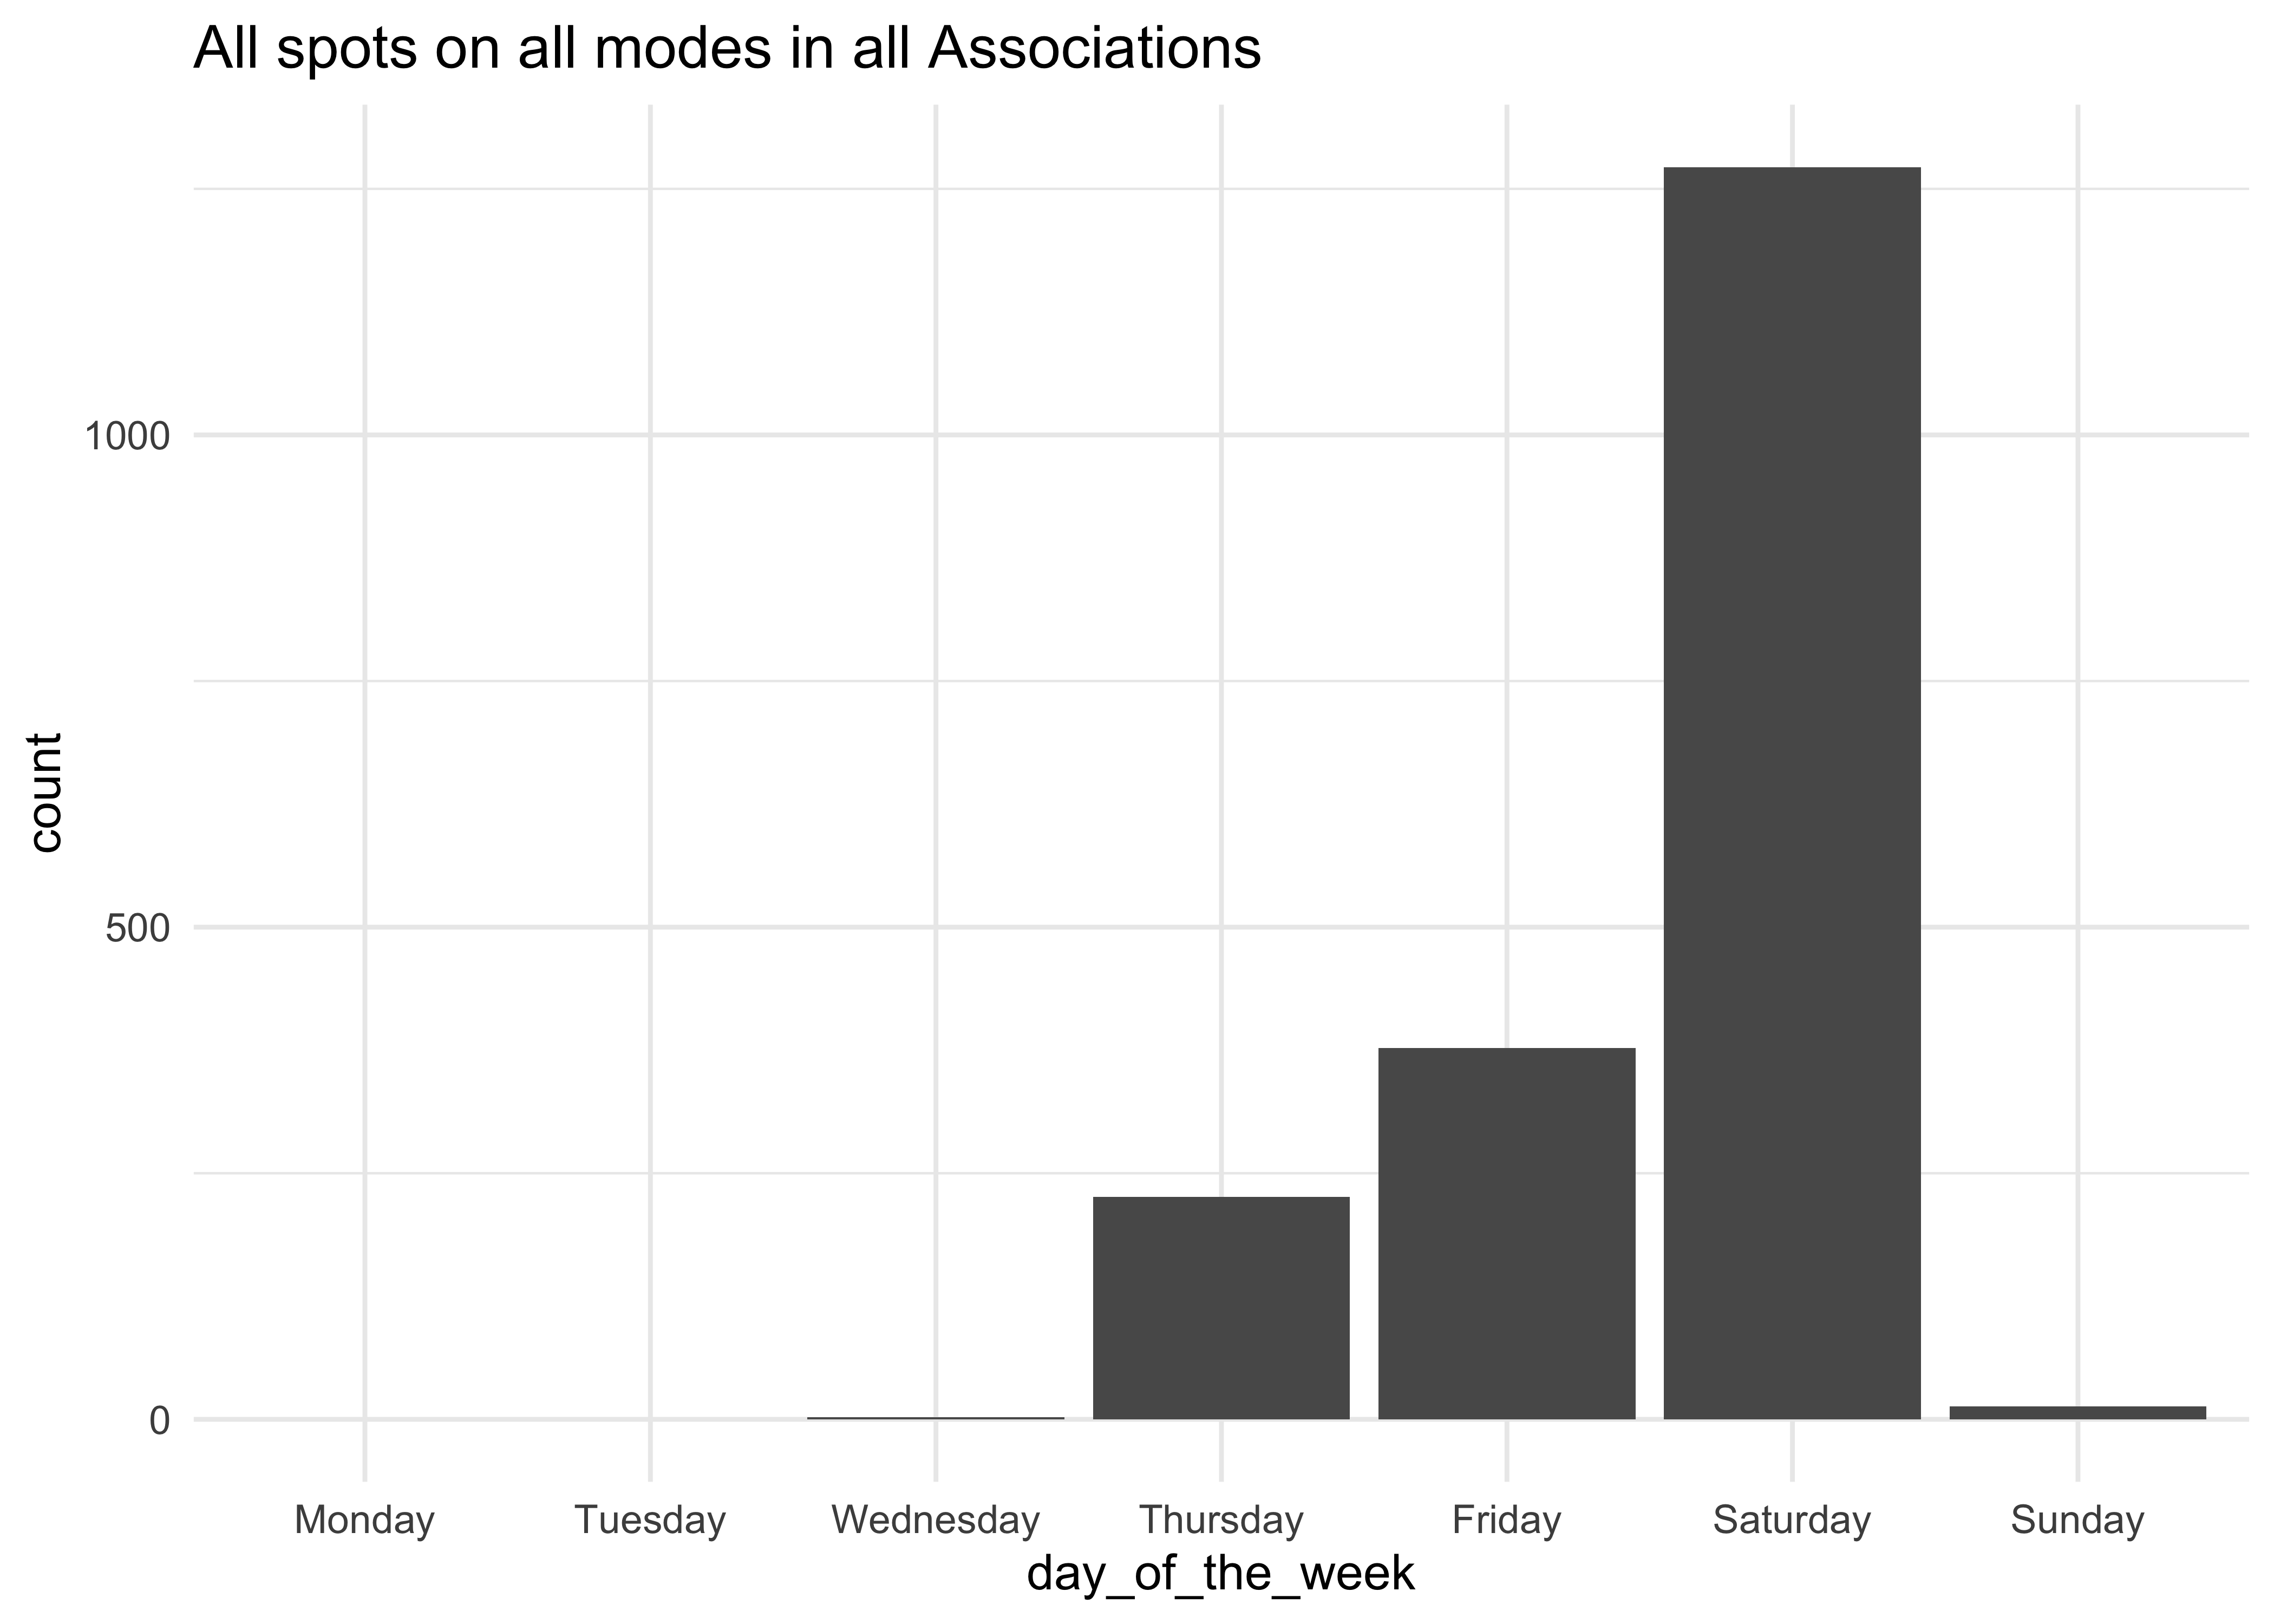 All spots on all modes in all Associations
count
1000
500
0
Monday Tuesday Wednesday Thursday Friday Saturday Sunday
day_of_the_week